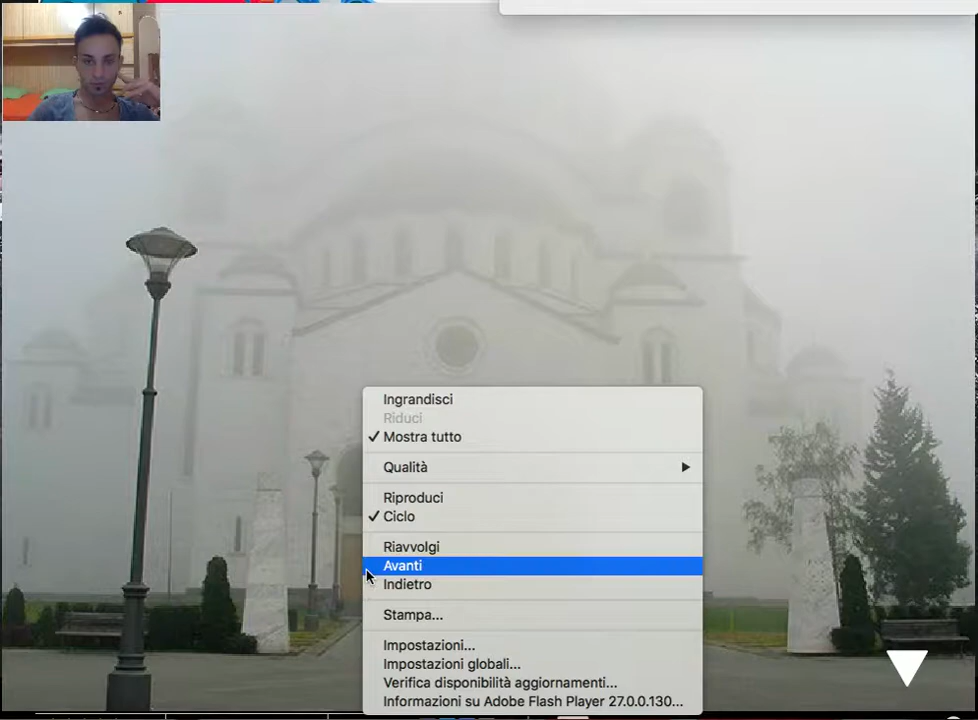 Ingrandisci
Riduci
✓ Mostra tutto
Qualità
Riproduci
✓ Ciclo
Riavvolgi
Avanti
Indietro
Stampa...
Impostazioni...
Impostazioni globali...
Verifica disponibilità aggiornamenti...
Informazioni su Adobe Flash Player 27.0.0.130...